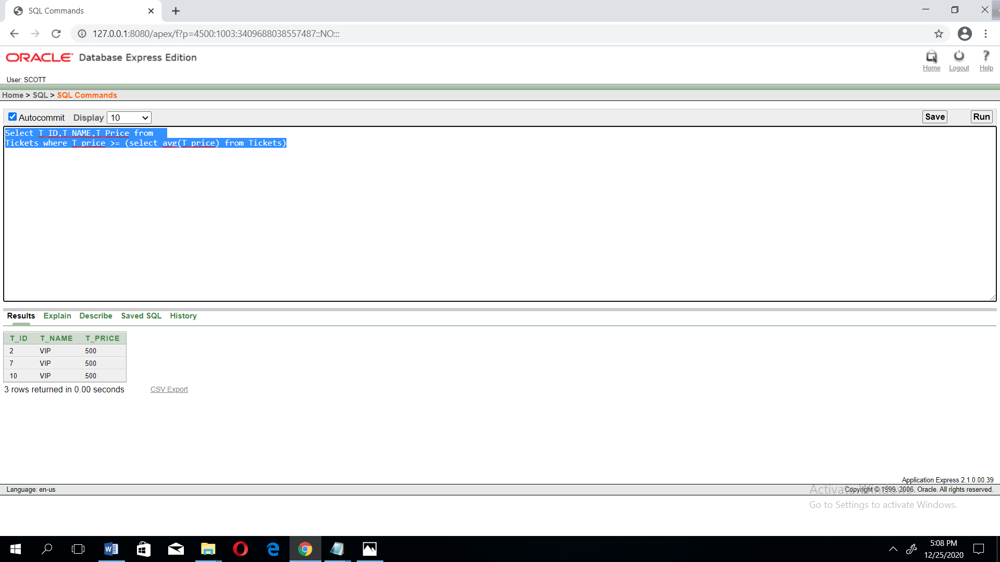 SQL Commands
127.0.0.1:8080/apex/f?p=4500:1003:3409688038557487::NO:::
ORACLE Database Express Edition
Home Logout Help
User: SCOTT
Home > SQL > SQL Commands
Autocommit Display 10 Save Run
Select T_ID,T_NAME,T_Price from
Tickets where T_price >= (select avg(T_price) from Tickets)
Results Explain Describe Saved SQL History
T_ID T_NAME T_PRICE
2 VIP 500
7 VIP 500
10 VIP 500
3 rows returned in 0.00 seconds CSV Export
Application Express 2.1.0.00.39
Language: en-us Copyright © 1999, 2006, Oracle. All rights reserved.
Activate Windows
Go to Settings to activate Windows.
5:08 PM
12/25/2020